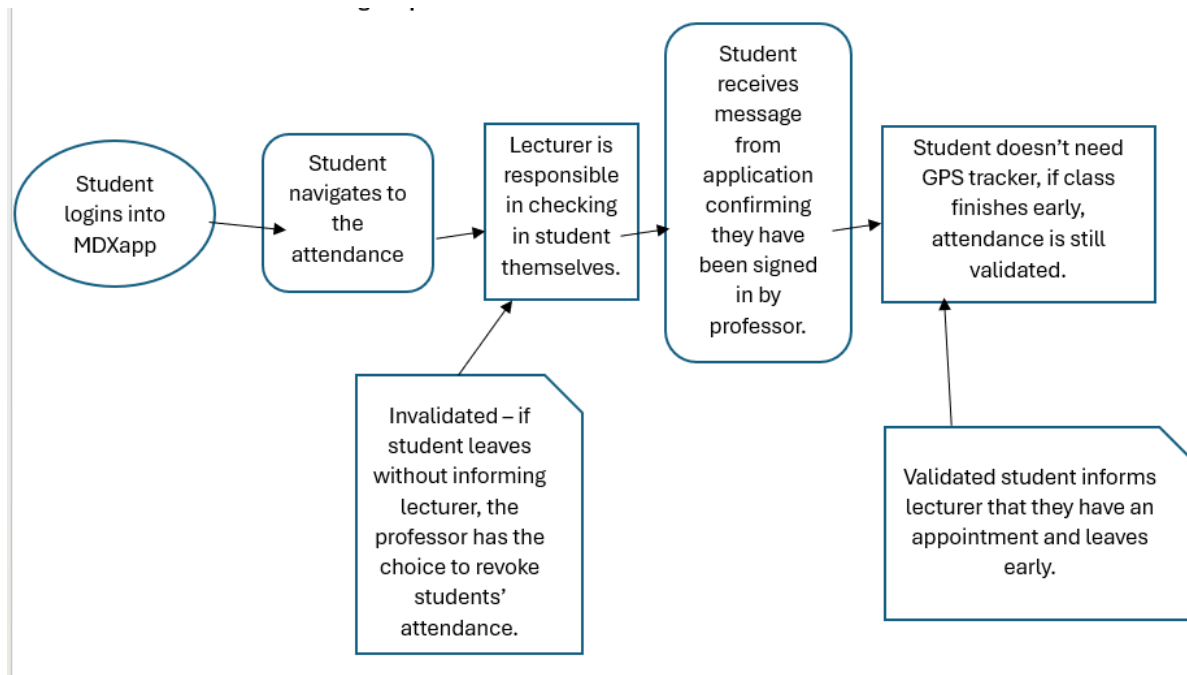 Student
logins into
MDXapp
Student
navigates to
the
attendance
Lecturer is
responsible
in checking
in student
themselves.
Student
receives
message
from
application
confirming
they have
been signed
in by
professor.
Student doesn’t need
GPS tracker, if class
finishes early,
attendance is still
validated.
Invalidated – if
student leaves
without informing
lecturer, the
professor has the
choice to revoke
students’
attendance.
Validated student informs
lecturer that they have an
appointment and leaves
early.